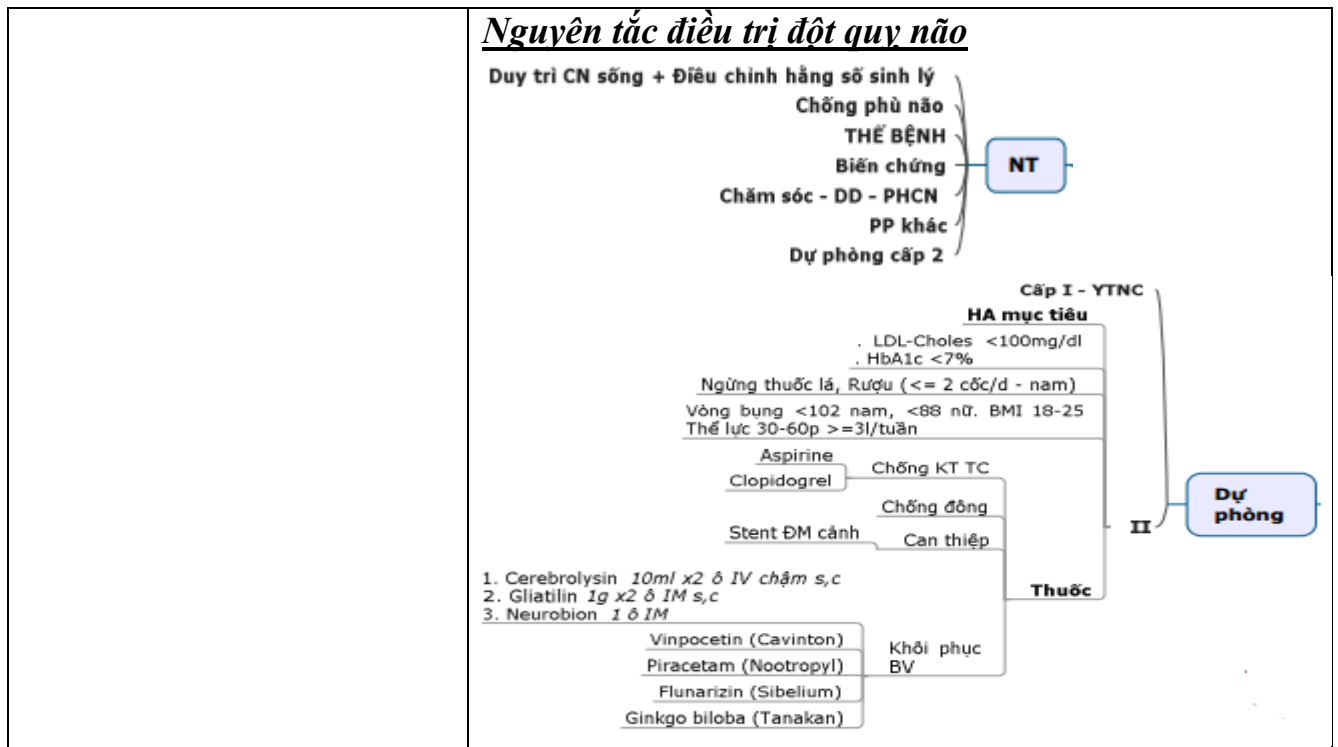 Nguyên tắc điều trị đột quỵ não
Duy trì CN sống + Điều chỉnh hằng số sinh lý
Chống phù não
THỂ BỆNH
Biến chứng
Chăm sóc - DD - PHCN
PP khác
Dự phòng cấp 2
NT
Cấp I - YTNC
HA mục tiêu
. LDL-Choles <100mg/dl
. HbA1c <7%
Ngừng thuốc lá, Rượu (<= 2 cốc/d - nam)
Vòng bụng <102 nam, <88 nữ. BMI 18-25
Thể lực 30-60p >=3l/tuần
Aspirine
Clopidogrel
Chống KT TC
Chống đông
Stent ĐM cảnh
Can thiệp
1. Cerebrolysin 10ml x2 ô IV chậm s,c
2. Gliatilin 1g x2 ô IM s,c
3. Neurobion 1 ô IM
Vinpocetin (Cavinton)
Piracetam (Nootropyl)
Flunarizin (Sibelium)
Ginkgo biloba (Tanakan)
Khôi phục
BV
Thuốc
II
Dự
phòng